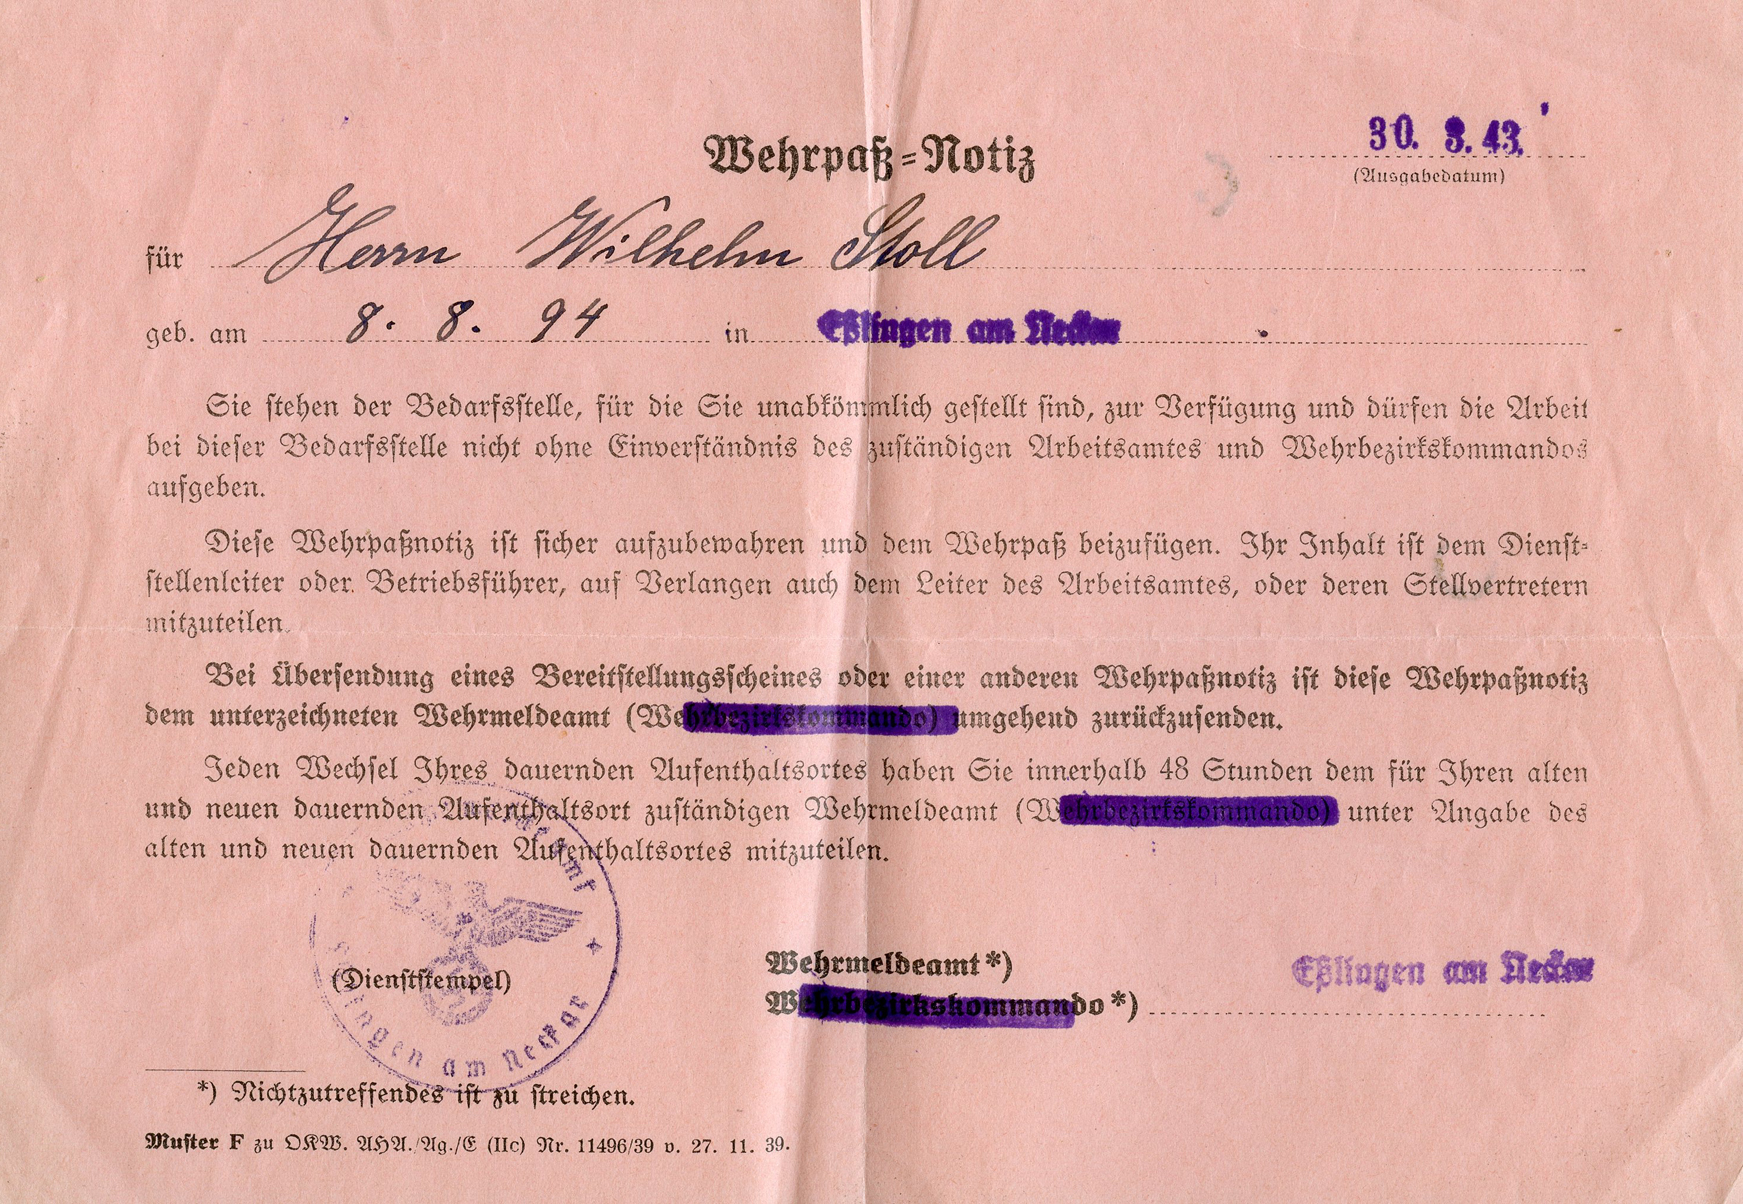 Wehrpaß-Notiz
30. 3. 43.
(Ausgabedatum)
für Herrn Wilhelm Stoll
geb. am 8. 8. 94 in Eßlingen am Neckar
Sie stehen der Bedarfsstelle, für die Sie unabkömmlich gestellt sind, zur Verfügung und dürfen die Arbeit
bei dieser Bedarfsstelle nicht ohne Einverständnis des zuständigen Arbeitsamtes und Wehrbezirkskommandos
aufgeben.
Diese Wehrpaßnotiz ist sicher aufzubewahren und dem Wehrpaß beizufügen. Ihr Inhalt ist dem Dienst-
stellenleiter oder Betriebsführer, auf Verlangen auch dem Leiter des Arbeitsamtes, oder deren Stellvertretern
mitzuteilen.
Bei Übersendung eines Bereitstellungsscheines oder einer anderen Wehrpaßnotiz ist diese Wehrpaßnotiz
dem unterzeichneten Wehrmeldeamt (Wehrbezirkskommando) umgehend zurückzusenden.
Jeden Wechsel Ihres dauernden Aufenthaltsortes haben Sie innerhalb 48 Stunden dem für Ihren alten
und neuen dauernden Aufenthaltsort zuständigen Wehrmeldeamt (Wehrbezirkskommando) unter Angabe des
alten und neuen dauernden Aufenthaltsortes mitzuteilen.
(Dienststempel)
am Neckar
Wehrmeldeamt*)
Eßlingen am Neckar
Wehrbezirkskommando*)
*) Nichtzutreffendes ist zu streichen.
Muster F zu OKW. AHA./Ag./E (IIc) Nr. 11496/39 v. 27. 11. 39.